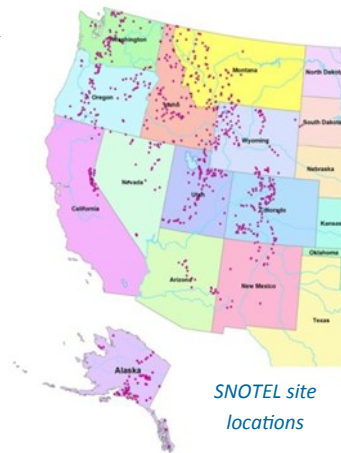 Washington
Montana
North Dakota
Oregon
Idaho
South Dakota
Wyoming
Nebraska
Nevada
Utah
Colorado
Kansas
California
Oklahoma
Arizona
New Mexico
Texas
Alaska
SNOTEL site
locations